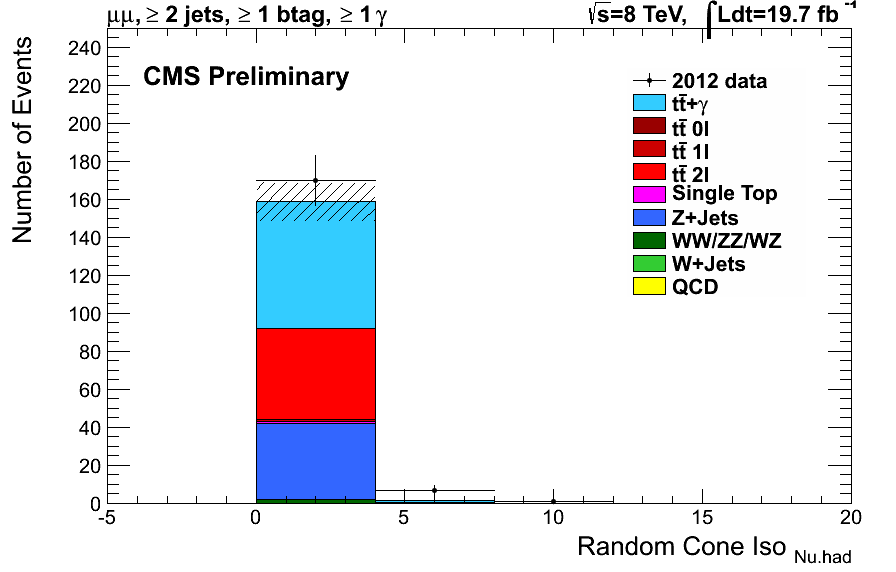 μμ, ≥ 2 jets, ≥ 1 btag, ≥ 1 γ
√s=8 TeV, ∫Ldt=19.7 fb⁻¹
Number of Events
CMS Preliminary
2012 data
tt̄+γ
tt̄ 0l
tt̄ 1l
tt̄ 2l
Single Top
Z+Jets
WW/ZZ/WZ
W+Jets
QCD
240
220
200
180
160
140
120
100
80
60
40
20
0
-5 0 5 10 15 20
Random Cone Iso Nu.had